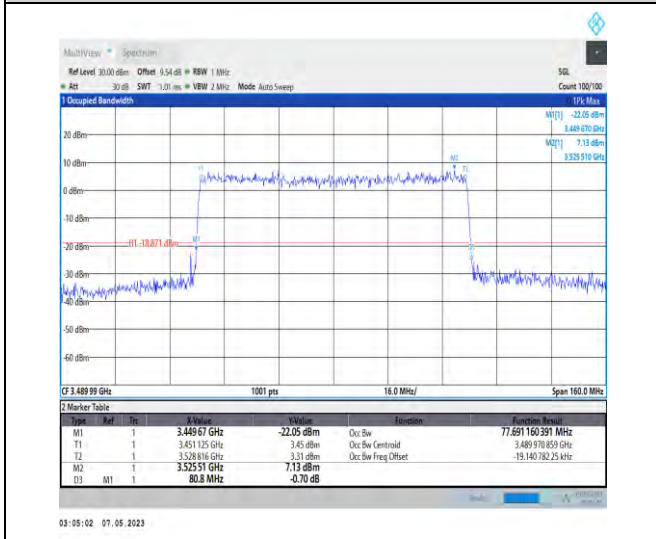 MultiView Spectrum
Ref Level 30.00 dBm Offset 9.54 dB RBW 1 MHz SGL
Att 30 dB SWT 1.01 ms VBW 2 MHz Mode Auto Sweep Count 100/100
1 Occupied Bandwidth 1Pk Max
M1[1] -22.05 dBm
3.449 670 GHz
M2[1] 7.13 dBm
3.525 510 GHz
20 dBm
10 dBm
M2
T1 T2
0 dBm
-10 dBm
M1
-20 dBm H1 -18.871 dBm
D3
-30 dBm
-40 dBm
-50 dBm
-60 dBm
CF 3.489 99 GHz 1001 pts 16.0 MHz/ Span 160.0 MHz
2 Marker Table
Type Ref Trc X-Value Y-Value Function Function Result
M1 1 3.449 67 GHz -22.05 dBm Occ Bw 77.691 160 391 MHz
T1 1 3.451 125 GHz 3.45 dBm Occ Bw Centroid 3.489 970 859 GHz
T2 1 3.528 816 GHz 3.31 dBm Occ Bw Freq Offset -19.140 782 25 kHz
M2 1 3.525 51 GHz 7.13 dBm
D3 M1 1 80.8 MHz -0.70 dB
03:05:02 07.05.2023